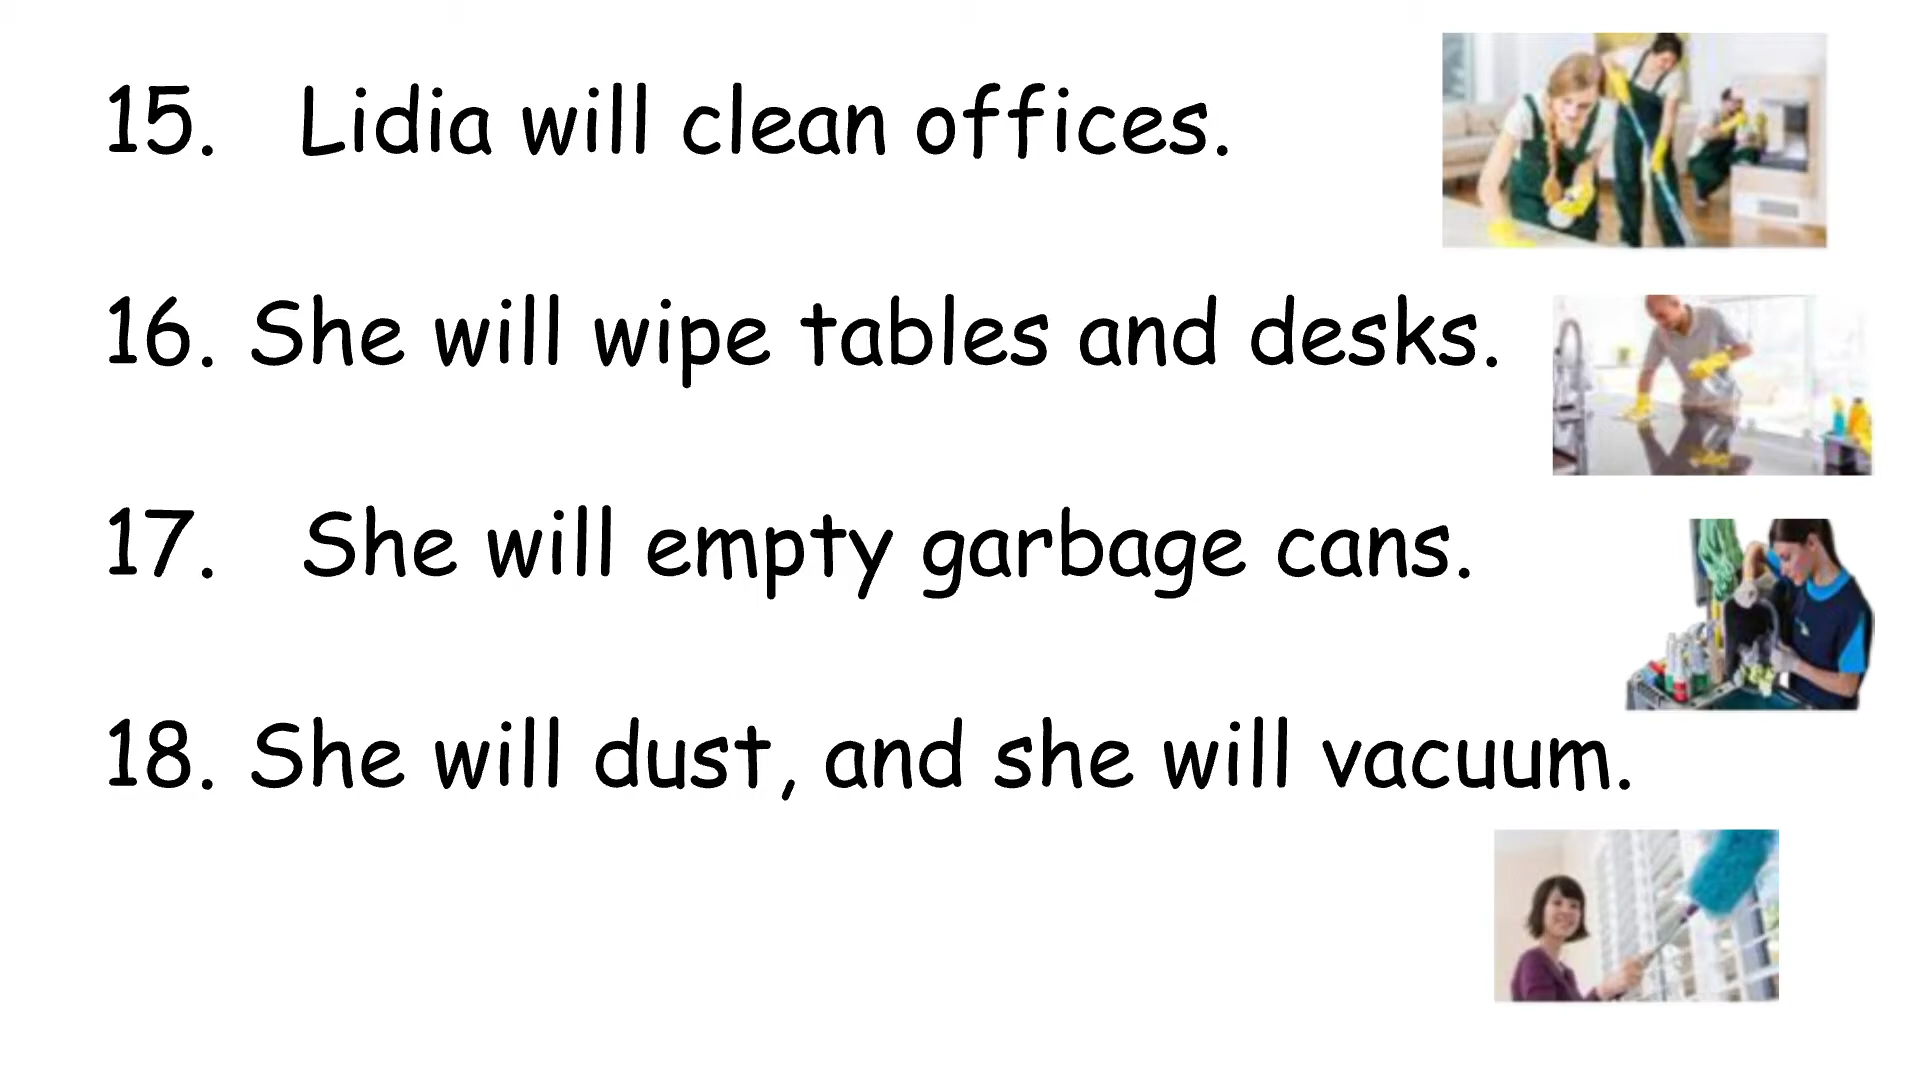 15. Lidia will clean offices.
16. She will wipe tables and desks.
17. She will empty garbage cans.
18. She will dust, and she will vacuum.